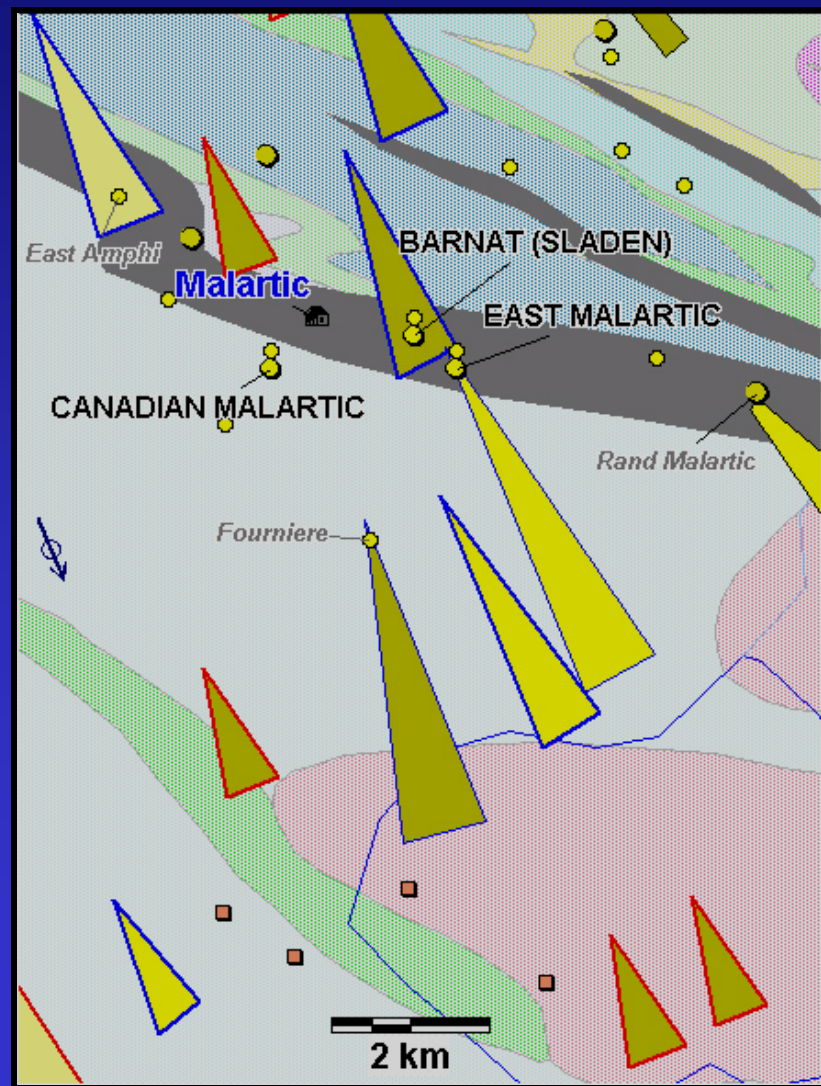 East Amphi
BARNAT (SLADEN)
Malartic
EAST MALARTIC
CANADIAN MALARTIC
Rand Malartic
Fourniere
2 km